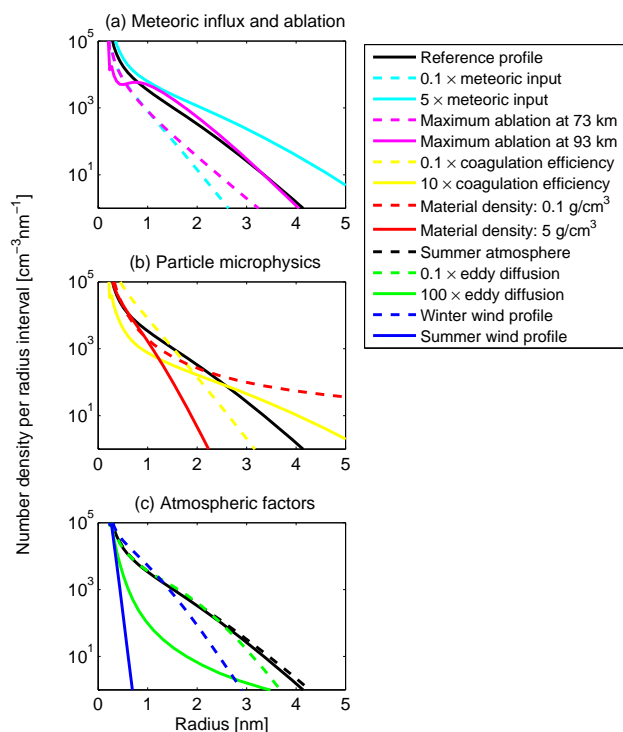 (a) Meteoric influx and ablation
10^5
10^3
10^1
0 1 2 3 4 5
Reference profile
0.1 × meteoric input
5 × meteoric input
Maximum ablation at 73 km
Maximum ablation at 93 km
0.1 × coagulation efficiency
10 × coagulation efficiency
Material density: 0.1 g/cm^3
Material density: 5 g/cm^3
Summer atmosphere
0.1 × eddy diffusion
100 × eddy diffusion
Winter wind profile
Summer wind profile
Number density per radius interval [cm^−3nm^−1]
(b) Particle microphysics
10^5
10^3
10^1
0 1 2 3 4 5
(c) Atmospheric factors
10^5
10^3
10^1
0 1 2 3 4 5
Radius [nm]